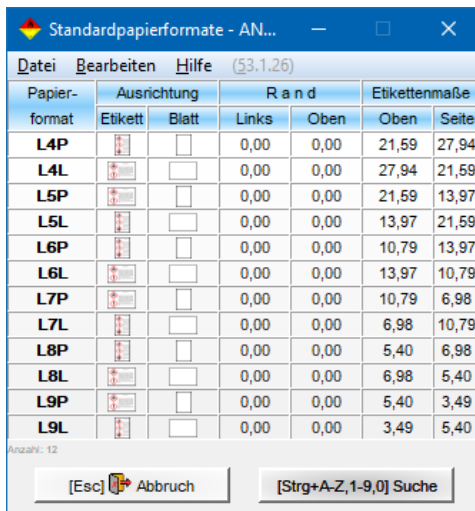 Standardpapierformate - AN...
Datei Bearbeiten Hilfe (53.1.26)
Papier- Ausrichtung Rand Etikettenmaße
format Etikett Blatt Links Oben Oben Seite
L4P 0,00 0,00 21,59 27,94
L4L 0,00 0,00 27,94 21,59
L5P 0,00 0,00 21,59 13,97
L5L 0,00 0,00 13,97 21,59
L6P 0,00 0,00 10,79 13,97
L6L 0,00 0,00 13,97 10,79
L7P 0,00 0,00 10,79 6,98
L7L 0,00 0,00 6,98 10,79
L8P 0,00 0,00 5,40 6,98
L8L 0,00 0,00 6,98 5,40
L9P 0,00 0,00 5,40 3,49
L9L 0,00 0,00 3,49 5,40
Anzahl: 12
[Esc] Abbruch [Strg+A-Z,1-9,0] Suche